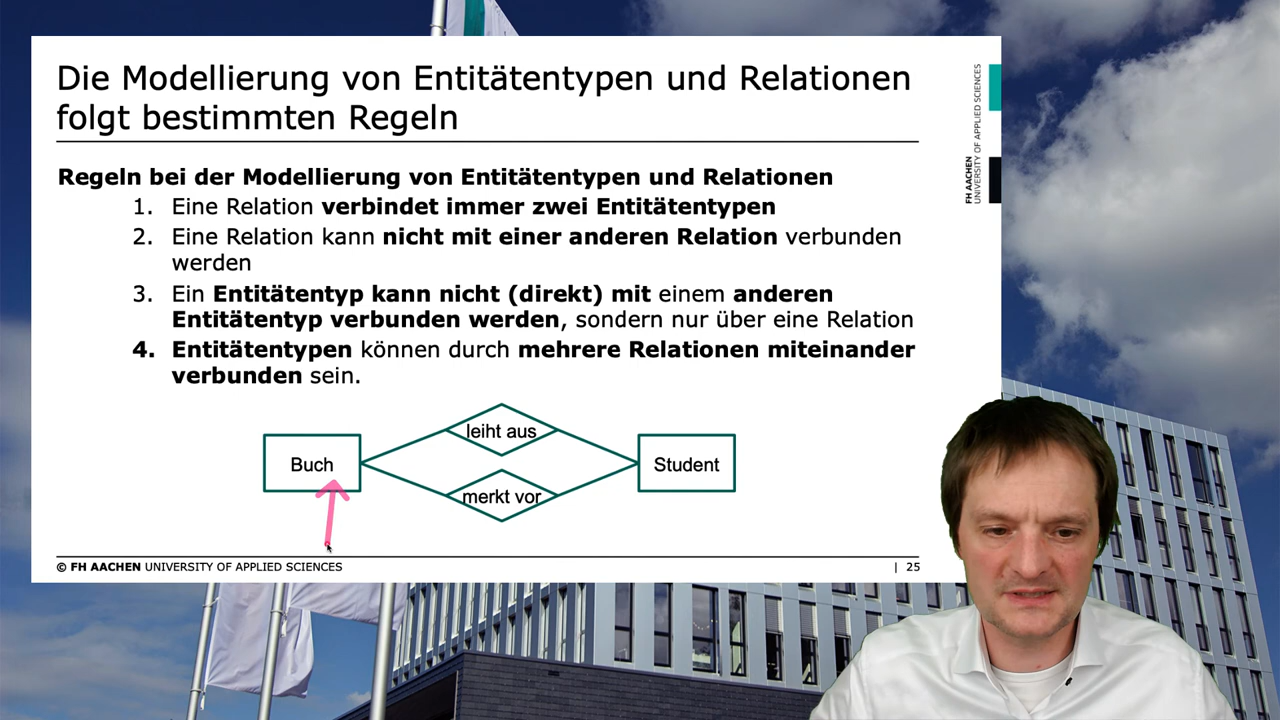 Die Modellierung von Entitätentypen und Relationen
folgt bestimmten Regeln
FH AACHEN
UNIVERSITY OF APPLIED SCIENCES
Regeln bei der Modellierung von Entitätentypen und Relationen
1. Eine Relation verbindet immer zwei Entitätentypen
2. Eine Relation kann nicht mit einer anderen Relation verbunden
werden
3. Ein Entitätentyp kann nicht (direkt) mit einem anderen
Entitätentyp verbunden werden, sondern nur über eine Relation
4. Entitätentypen können durch mehrere Relationen miteinander
verbunden sein.
leiht aus
Buch
Student
merkt vor
© FH AACHEN UNIVERSITY OF APPLIED SCIENCES
| 25